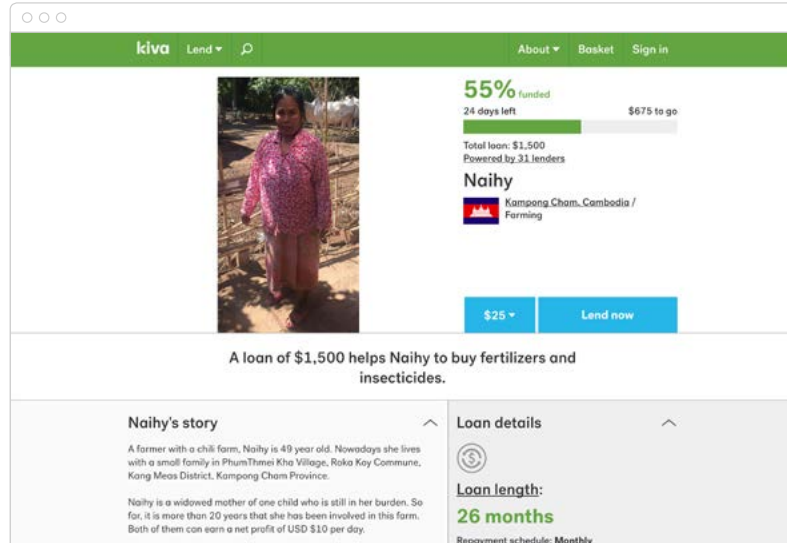 kiva Lend About Basket Sign in
55% funded
24 days left $675 to go
Total loan: $1,500
Powered by 31 lenders
Naihy
Kampong Cham, Cambodia /
Farming
$25 Lend now
A loan of $1,500 helps Naihy to buy fertilizers and
insecticides.
Naihy's story
A farmer with a chili farm, Naihy is 49 year old. Nowadays she lives
with a small family in PhumThmei Kha Village, Roka Koy Commune,
Kang Meas District, Kampong Cham Province.
Naihy is a widowed mother of one child who is still in her burden. So
far, it is more than 20 years that she has been involved in this farm.
Both of them can earn a net profit of USD $10 per day.
Loan details
Loan length:
26 months
Repayment schedule: Monthly